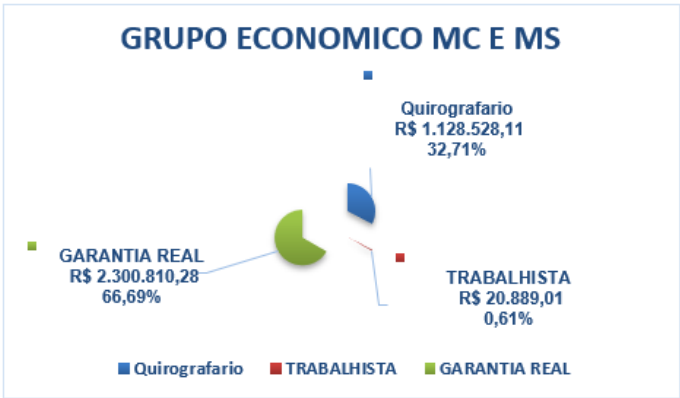 GRUPO ECONOMICO MC E MS
Quirografario
R$ 1.128.528,11
32,71%
GARANTIA REAL
R$ 2.300.810,28
66,69%
TRABALHISTA
R$ 20.889,01
0,61%
Quirografario TRABALHISTA GARANTIA REAL